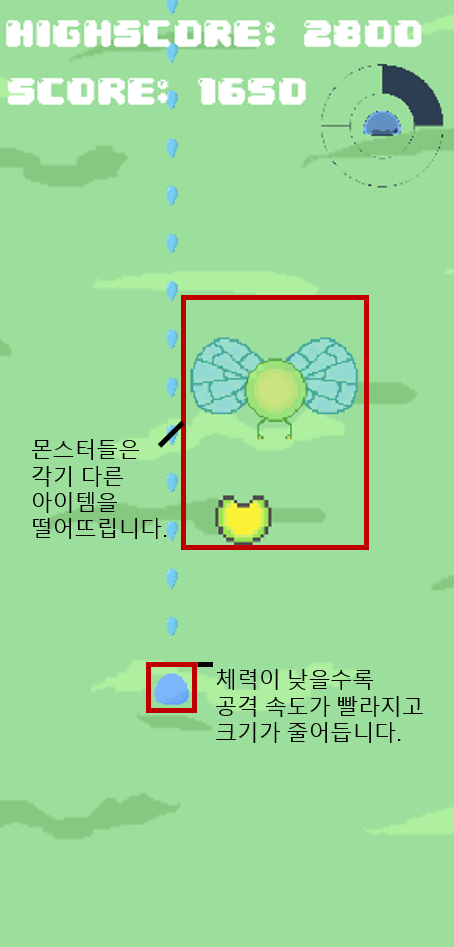 HIGHSCORE: 2800
SCORE: 1650
몬스터들은
각기 다른
아이템을
떨어뜨립니다.
체력이 낮을수록
공격 속도가 빨라지고
크기가 줄어듭니다.